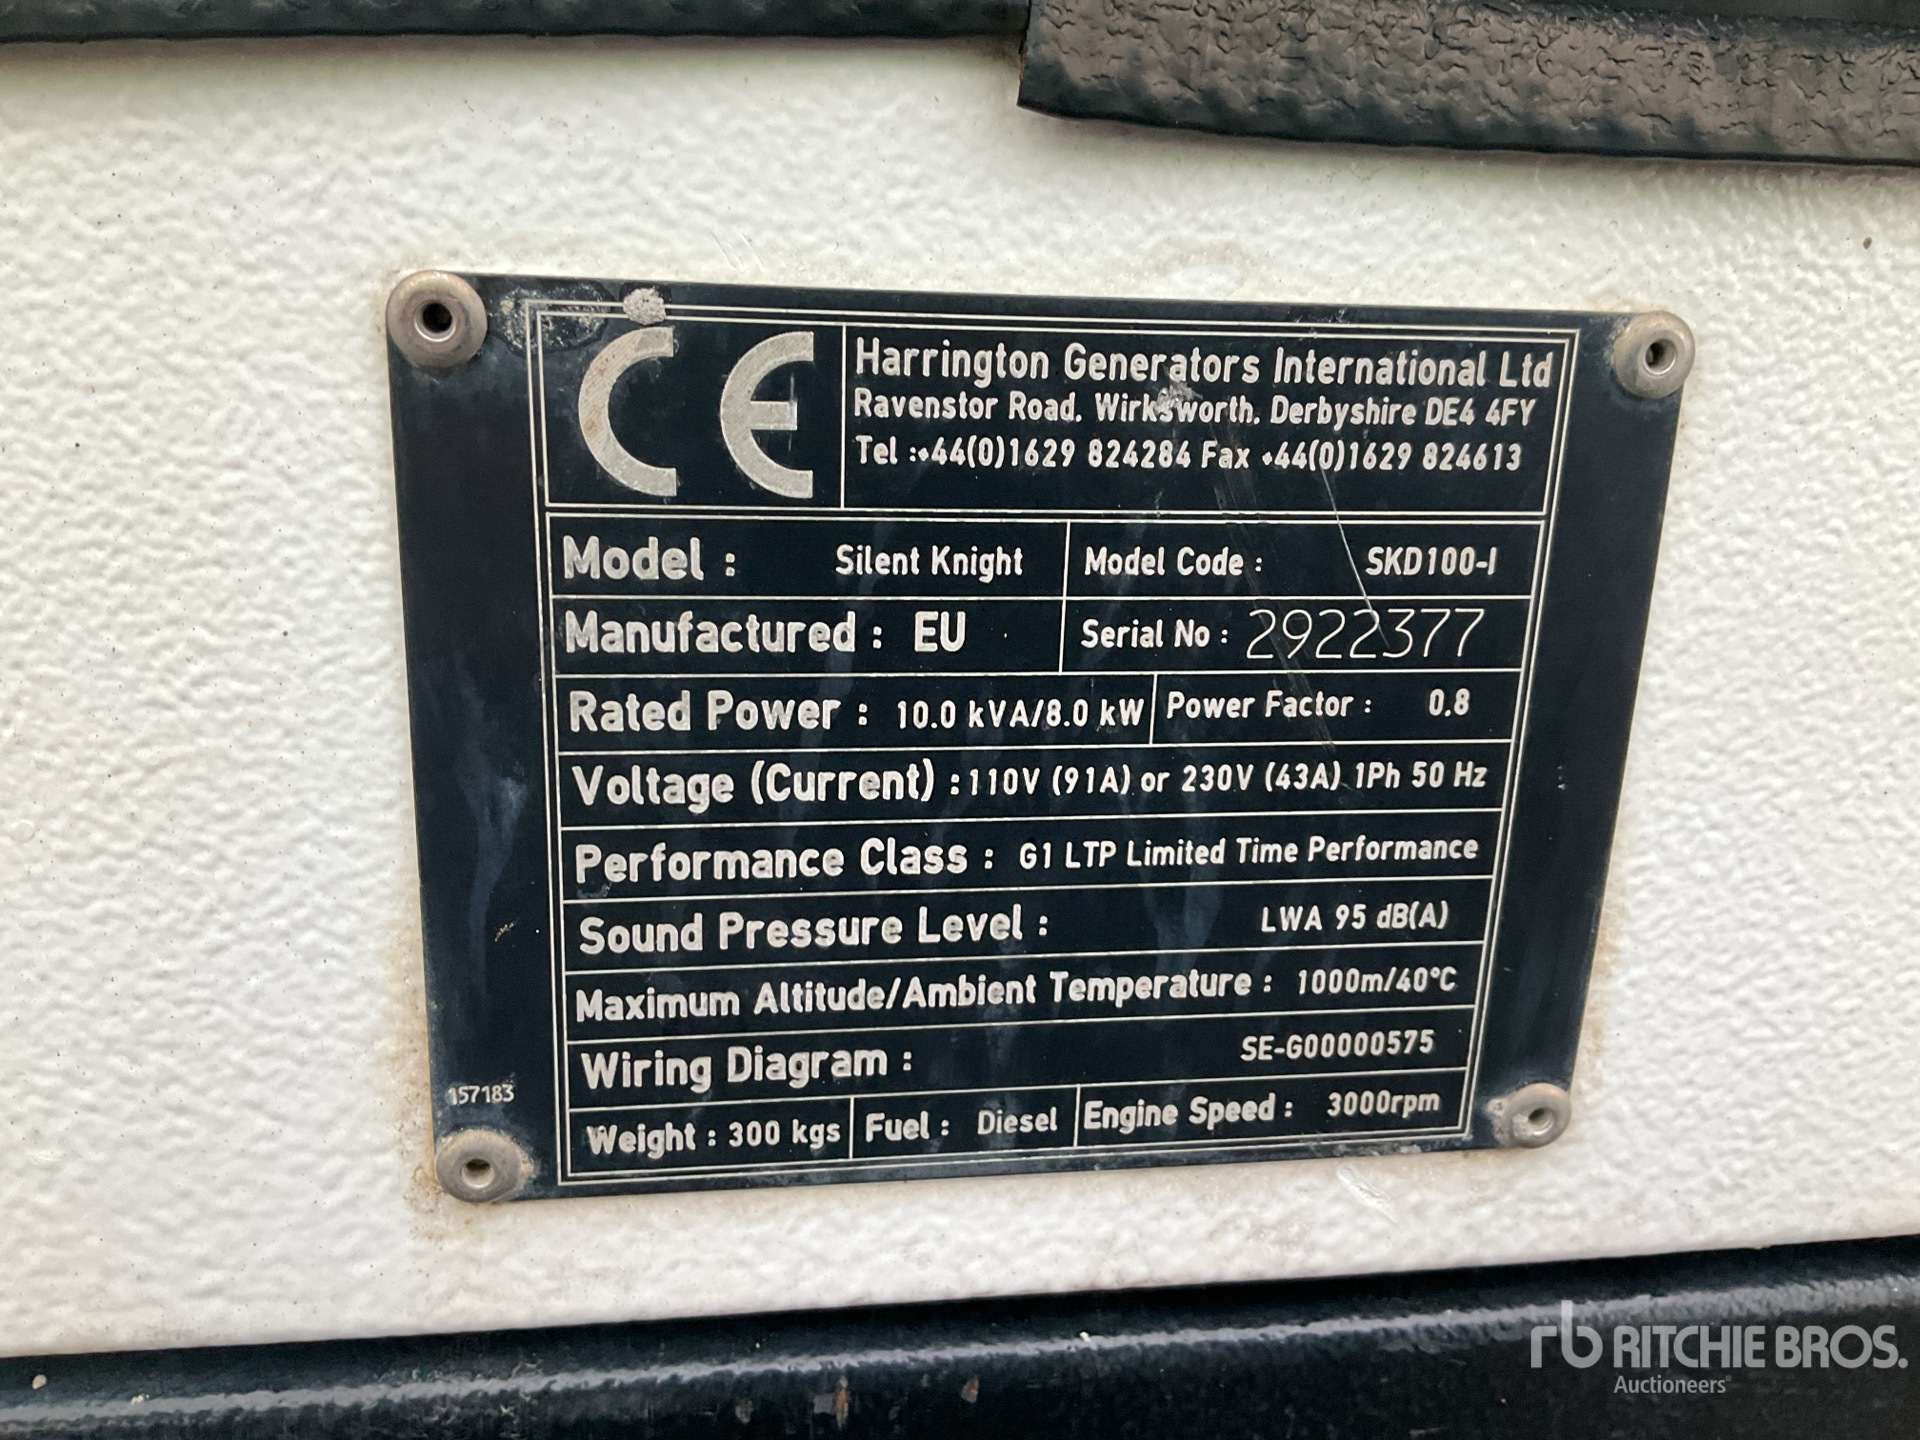 CE
Harrington Generators International Ltd
Ravenstor Road. Wirksworth. Derbyshire DE4 4FY
Tel :+44(0)1629 824284 Fax +44(0)1629 824613
Model : Silent Knight Model Code : SKD100-I
Manufactured : EU Serial No : 2922377
Rated Power : 10.0 kVA/8.0 kW Power Factor : 0.8
Voltage (Current) : 110V (91A) or 230V (43A) 1Ph 50 Hz
Performance Class : G1 LTP Limited Time Performance
Sound Pressure Level : LWA 95 dB(A)
Maximum Altitude/Ambient Temperature : 1000m/40°C
Wiring Diagram : SE-G00000575
157183
Weight : 300 kgs Fuel : Diesel Engine Speed : 3000rpm
rb RITCHIE BROS.
Auctioneers